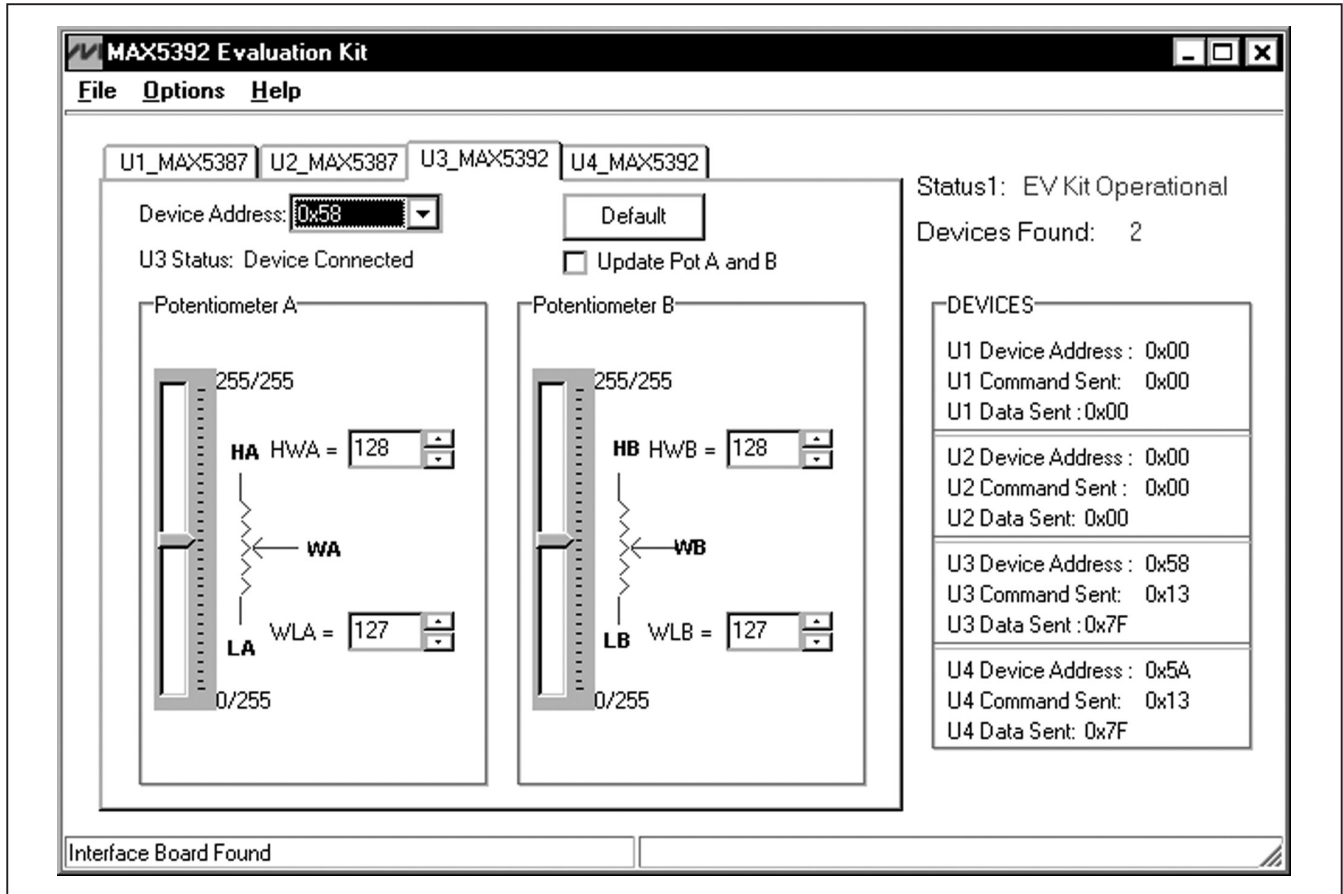 MAX5392 Evaluation Kit
File Options Help
U1_MAX5387 U2_MAX5387 U3_MAX5392 U4_MAX5392
Device Address: 0x58
Default
U3 Status: Device Connected
Update Pot A and B
Status1: EV Kit Operational
Devices Found: 2
Potentiometer A
255/255
HA HWA = 128
WA
LA WLA = 127
0/255
Potentiometer B
255/255
HB HWB = 128
WB
LB WLB = 127
0/255
DEVICES
U1 Device Address : 0x00
U1 Command Sent: 0x00
U1 Data Sent : 0x00
U2 Device Address : 0x00
U2 Command Sent : 0x00
U2 Data Sent: 0x00
U3 Device Address : 0x58
U3 Command Sent: 0x13
U3 Data Sent : 0x7F
U4 Device Address : 0x5A
U4 Command Sent: 0x13
U4 Data Sent: 0x7F
Interface Board Found